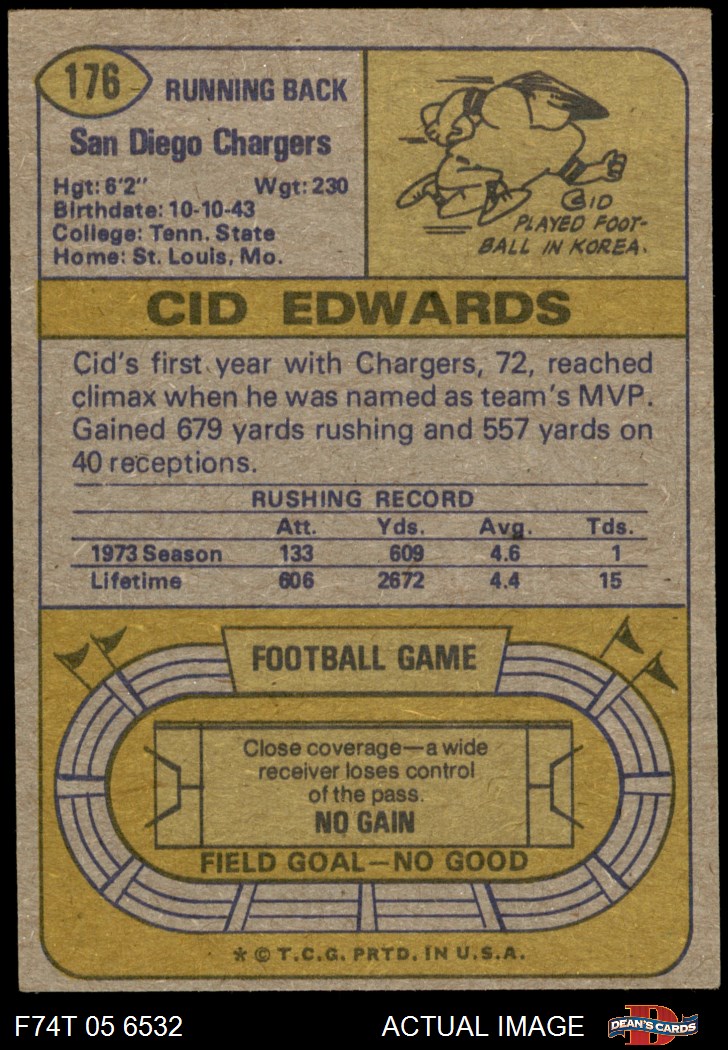 176
RUNNING BACK
San Diego Chargers
Hgt: 6'2" Wgt: 230
Birthdate: 10-10-43
College: Tenn. State
Home: St. Louis, Mo.
CID
PLAYED FOOT-
BALL IN KOREA.
CID EDWARDS
Cid's first year with Chargers, 72, reached
climax when he was named as team's MVP.
Gained 679 yards rushing and 557 yards on
40 receptions.
RUSHING RECORD
Att. Yds. Avg. Tds.
1973 Season 133 609 4.6 1
Lifetime 606 2672 4.4 15
FOOTBALL GAME
Close coverage—a wide
receiver loses control
of the pass.
NO GAIN
FIELD GOAL—NO GOOD
* © T.C.G. PRTD. IN U.S.A.
F74T 05 6532 ACTUAL IMAGE D DEAN'S CARDS